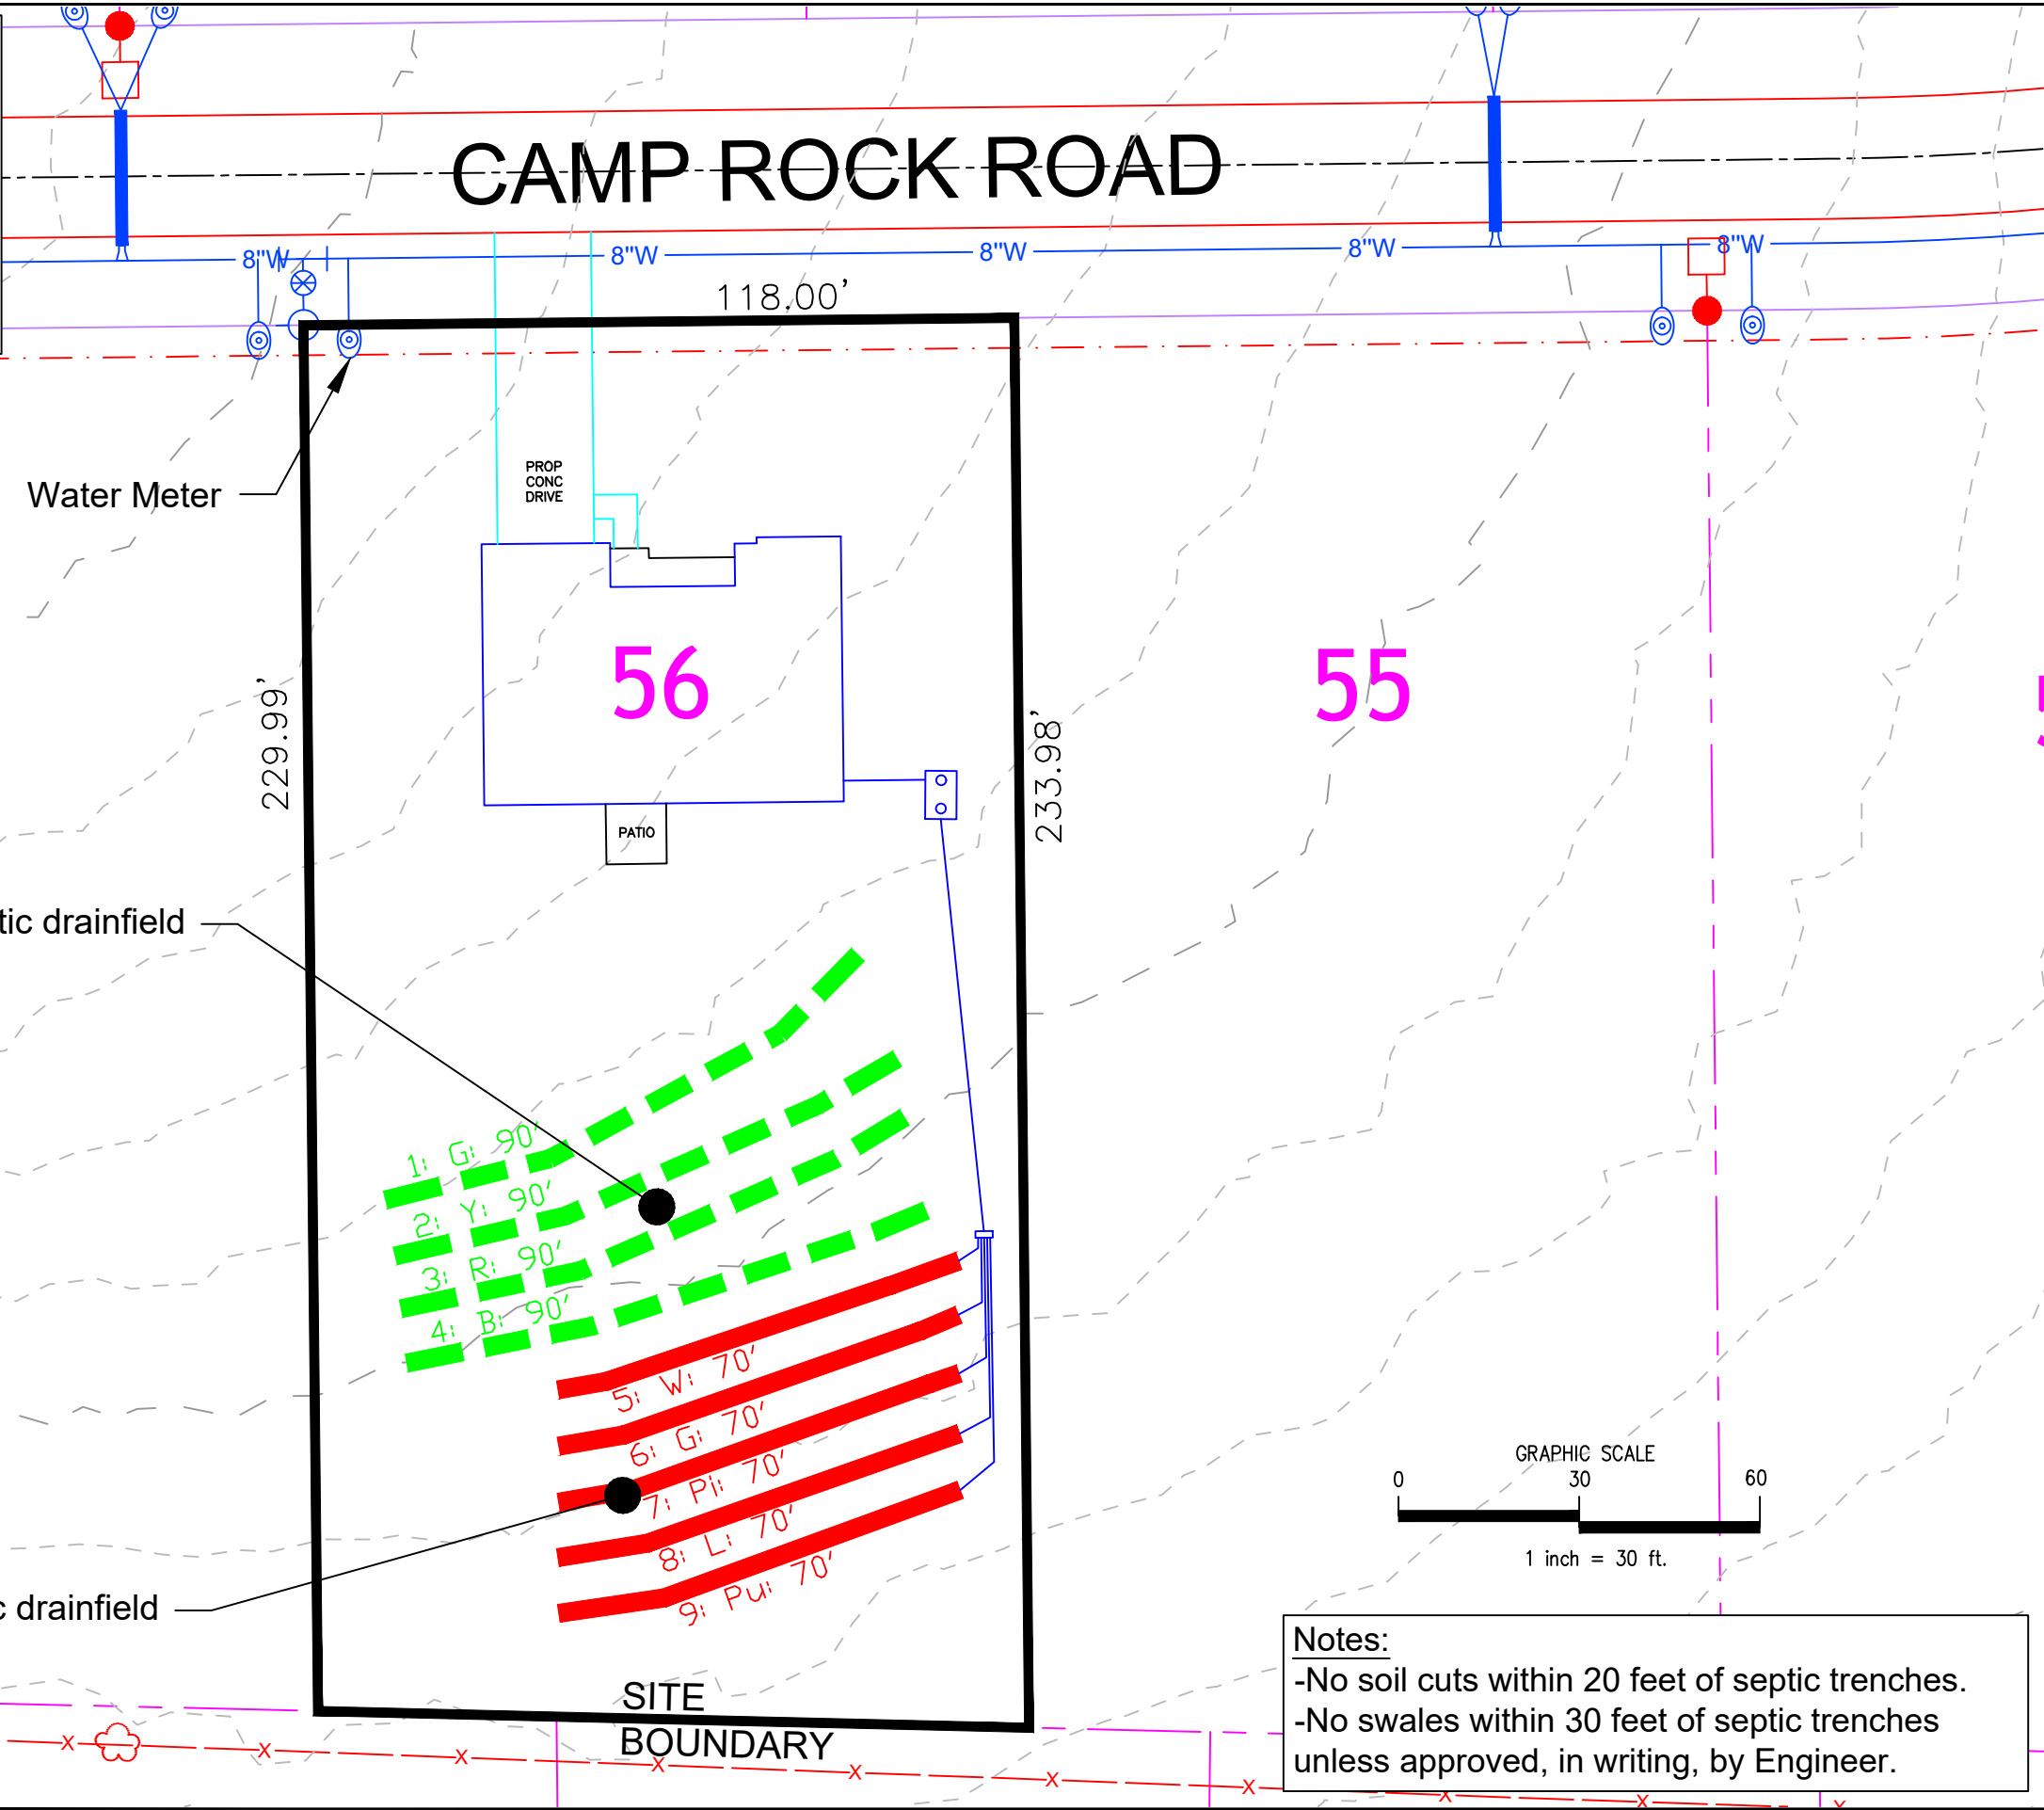 CAMP ROCK ROAD
8"W
8"W
8"W
8"W
8"W
118.00'
PROP
CONC
DRIVE
Water Meter
56
55
229.99'
233.98'
PATIO
tic drainfield
1: G: 90'
2: Y: 90'
3: R: 90'
4: B: 90'
5: W: 70'
6: G: 70'
7: Pi: 70'
8: L: 70'
9: Pu: 70'
c drainfield
GRAPHIC SCALE
0 30 60
1 inch = 30 ft.
SITE
BOUNDARY
Notes:
-No soil cuts within 20 feet of septic trenches.
-No swales within 30 feet of septic trenches
unless approved, in writing, by Engineer.